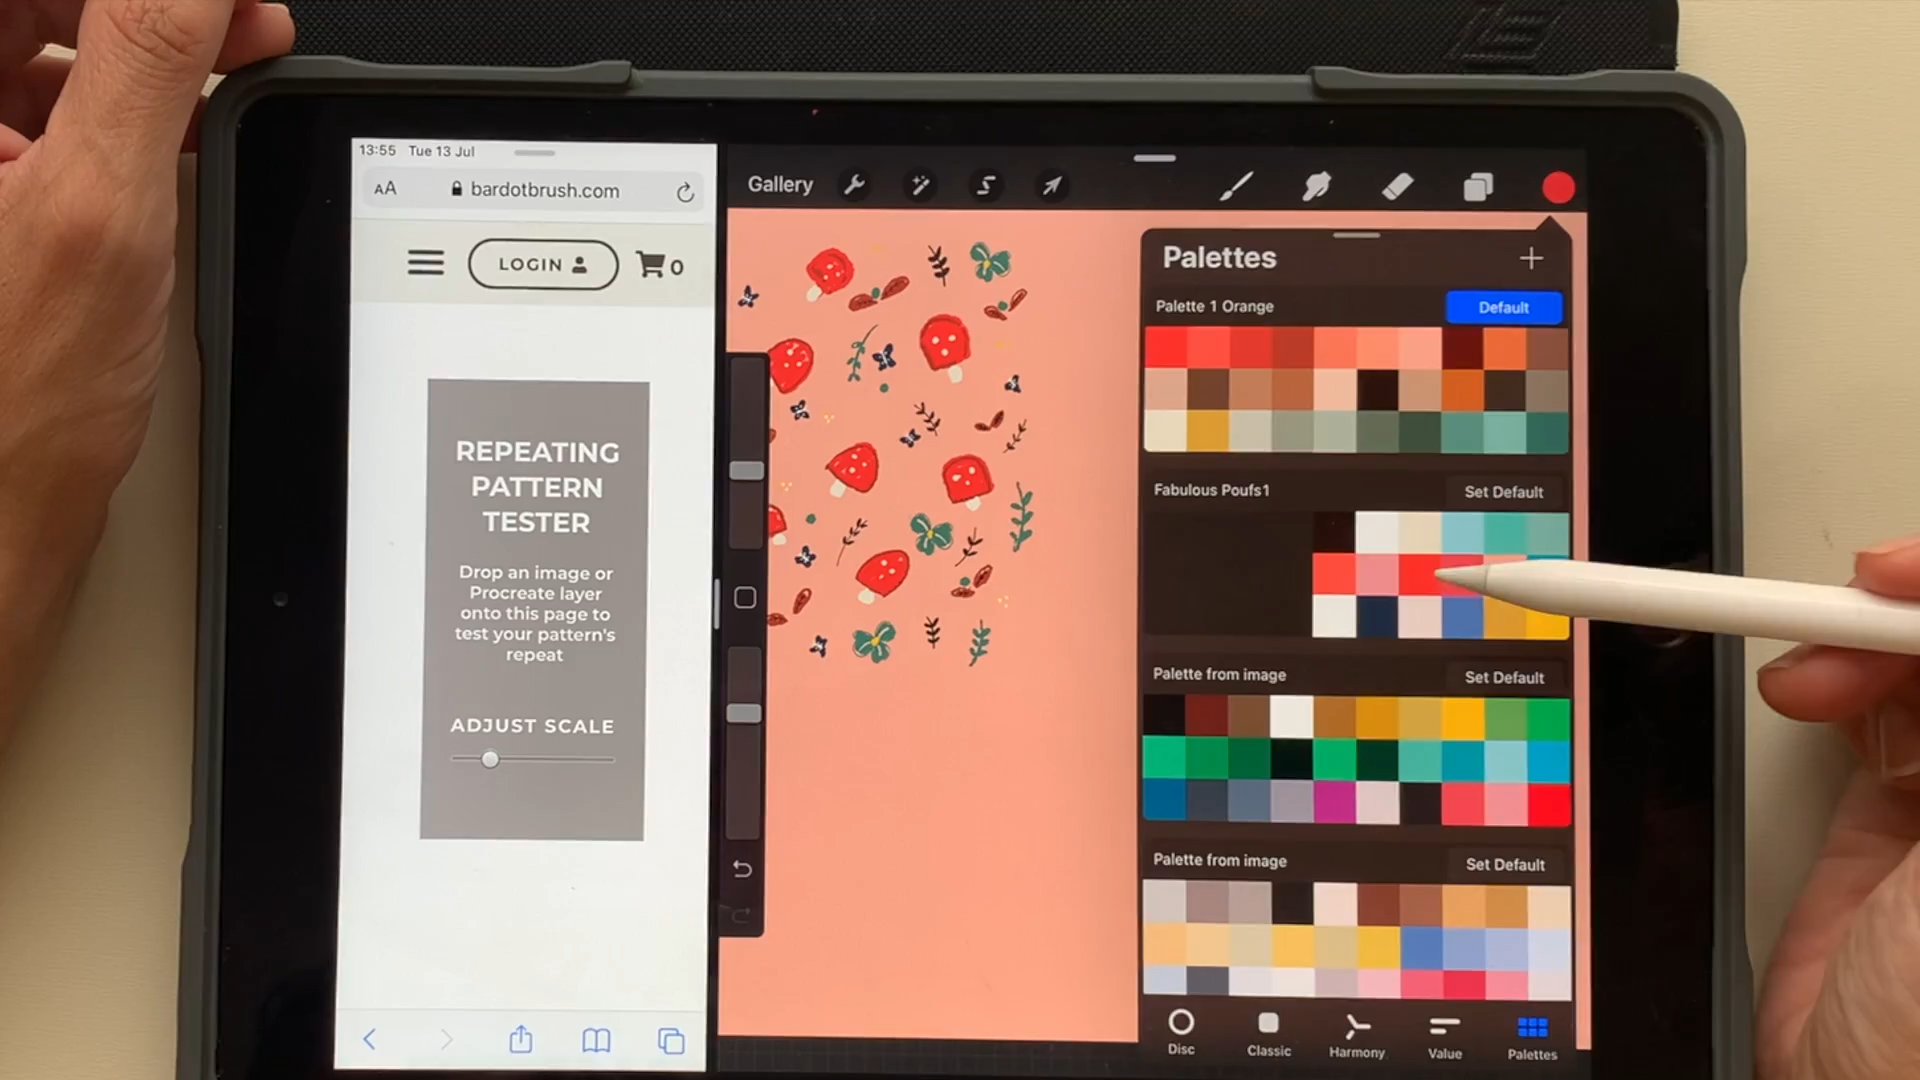 13:55 Tue 13 Jul
AA bardotbrush.com
LOGIN 0
REPEATING
PATTERN
TESTER
Drop an image or
Procreate layer
onto this page to
test your pattern's
repeat
ADJUST SCALE
Gallery
Palettes
Palette 1 Orange Default
Fabulous Poufs1 Set Default
Palette from image Set Default
Palette from image Set Default
Disc Classic Harmony Value Palettes